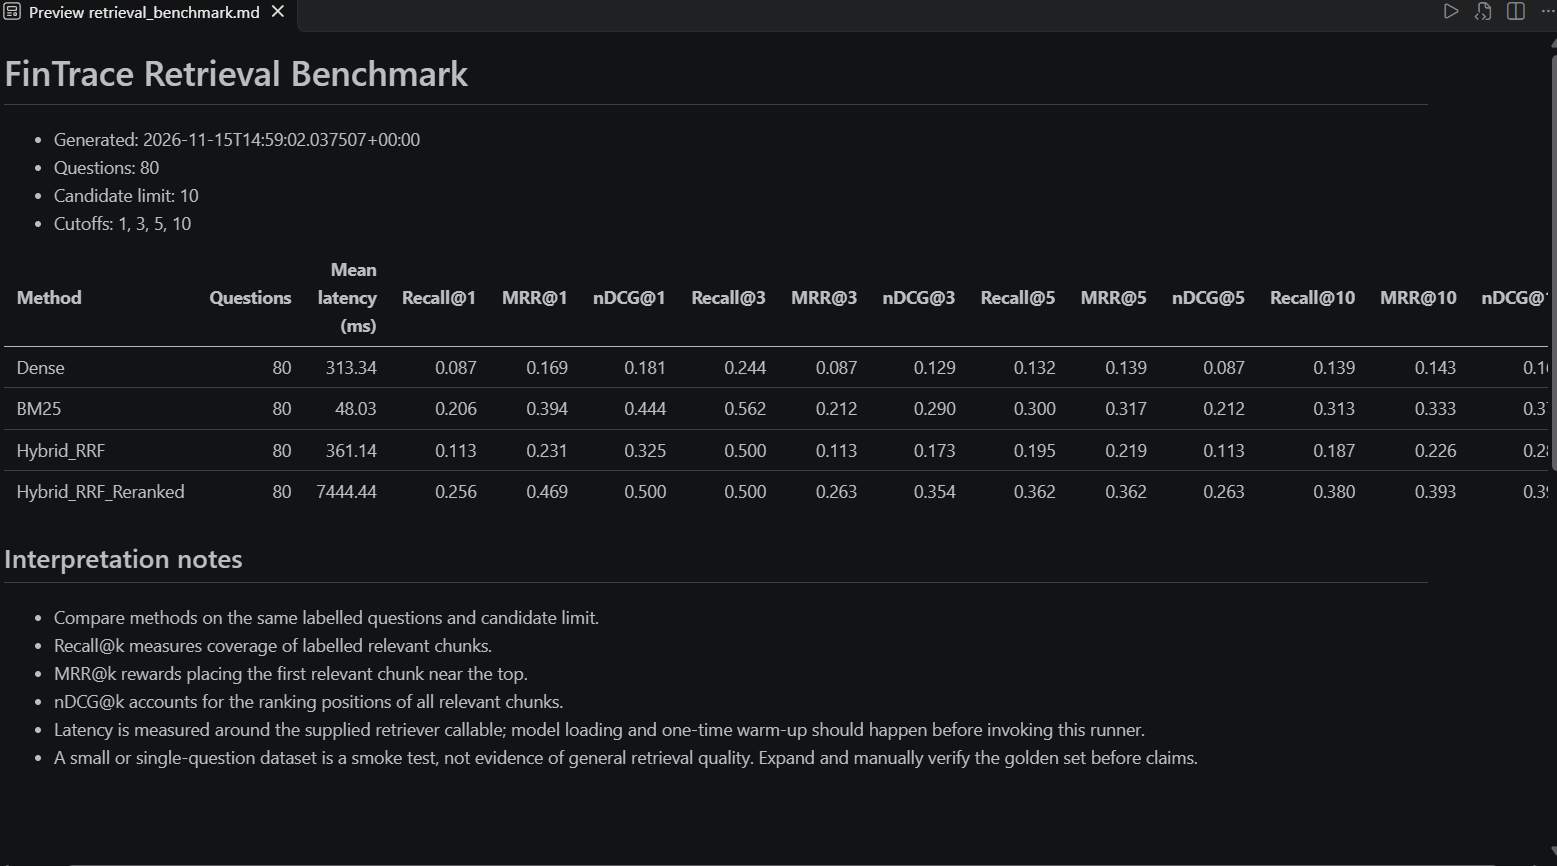 Preview retrieval_benchmark.md
FinTrace Retrieval Benchmark
Generated: 2026-11-15T14:59:02.037507+00:00
Questions: 80
Candidate limit: 10
Cutoffs: 1, 3, 5, 10
Method Questions Mean latency (ms) Recall@1 MRR@1 nDCG@1 Recall@3 MRR@3 nDCG@3 Recall@5 MRR@5 nDCG@5 Recall@10 MRR@10
Dense 80 313.34 0.087 0.169 0.181 0.244 0.087 0.129 0.132 0.139 0.087 0.139 0.143
BM25 80 48.03 0.206 0.394 0.444 0.562 0.212 0.290 0.300 0.317 0.212 0.313 0.333
Hybrid_RRF 80 361.14 0.113 0.231 0.325 0.500 0.113 0.173 0.195 0.219 0.113 0.187 0.226
Hybrid_RRF_Reranked 80 7444.44 0.256 0.469 0.500 0.500 0.263 0.354 0.362 0.362 0.263 0.380 0.393
Interpretation notes
Compare methods on the same labelled questions and candidate limit.
Recall@k measures coverage of labelled relevant chunks.
MRR@k rewards placing the first relevant chunk near the top.
nDCG@k accounts for the ranking positions of all relevant chunks.
Latency is measured around the supplied retriever callable; model loading and one-time warm-up should happen before invoking this runner.
A small or single-question dataset is a smoke test, not evidence of general retrieval quality. Expand and manually verify the golden set before claims.